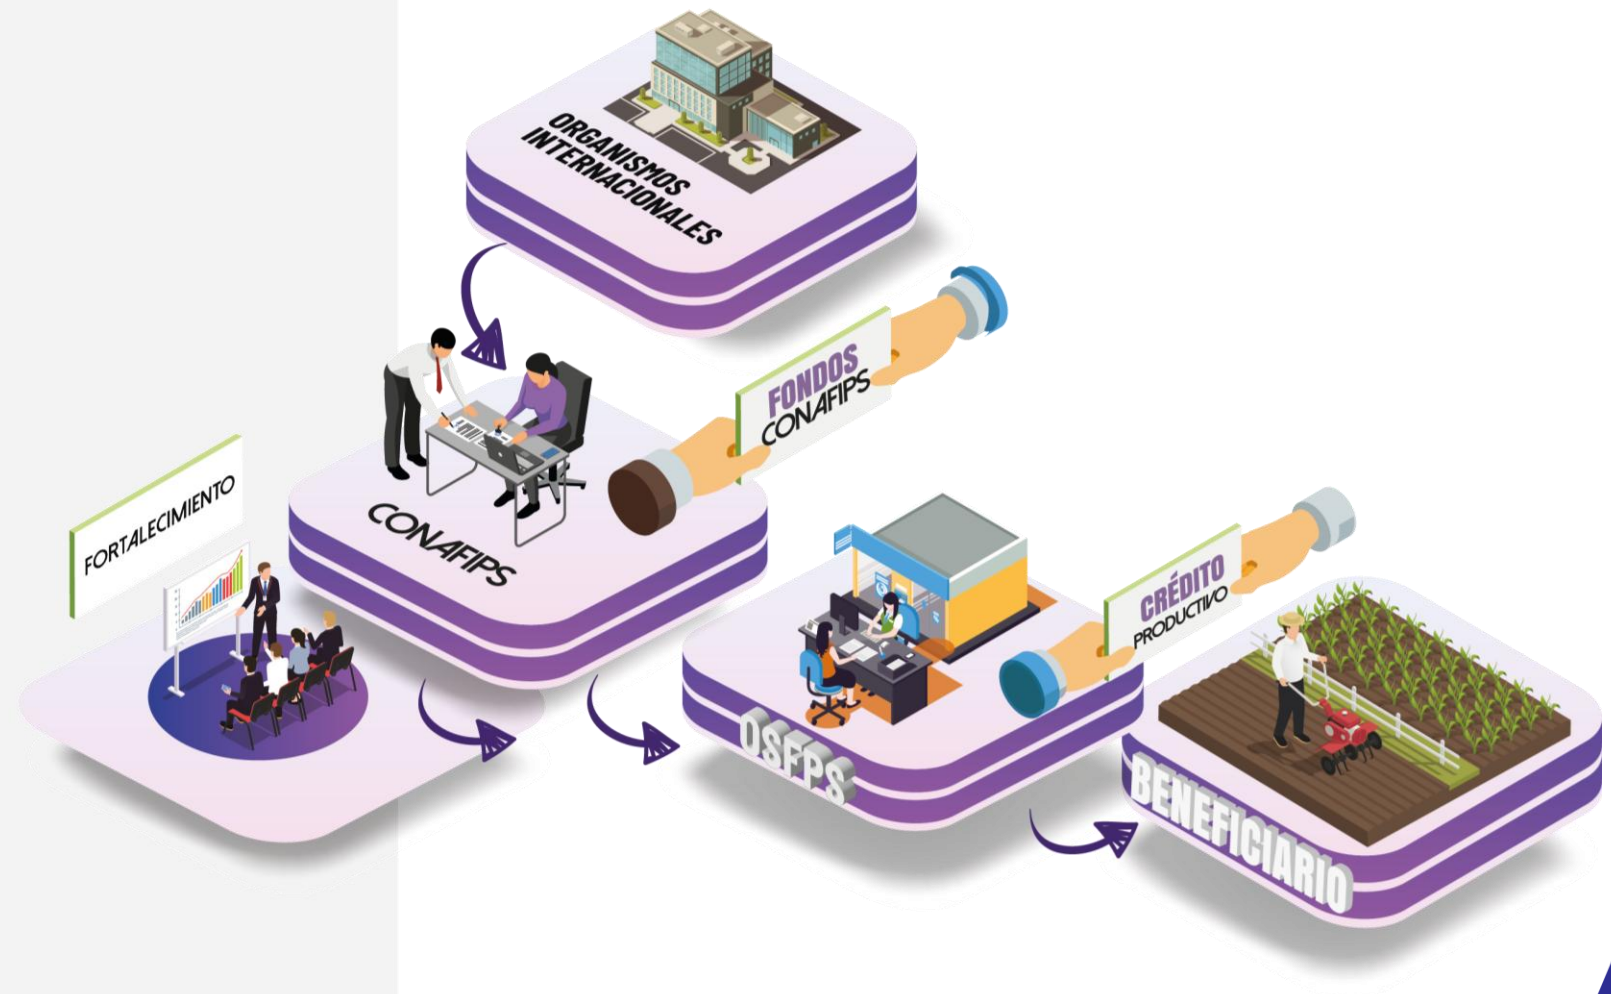 ORGANISMOS
INTERNACIONALES
FONDOS
CONAFIPS
FORTALECIMIENTO
CONAFIPS
CRÉDITO
PRODUCTIVO
OSFPS
BENEFICIARIO